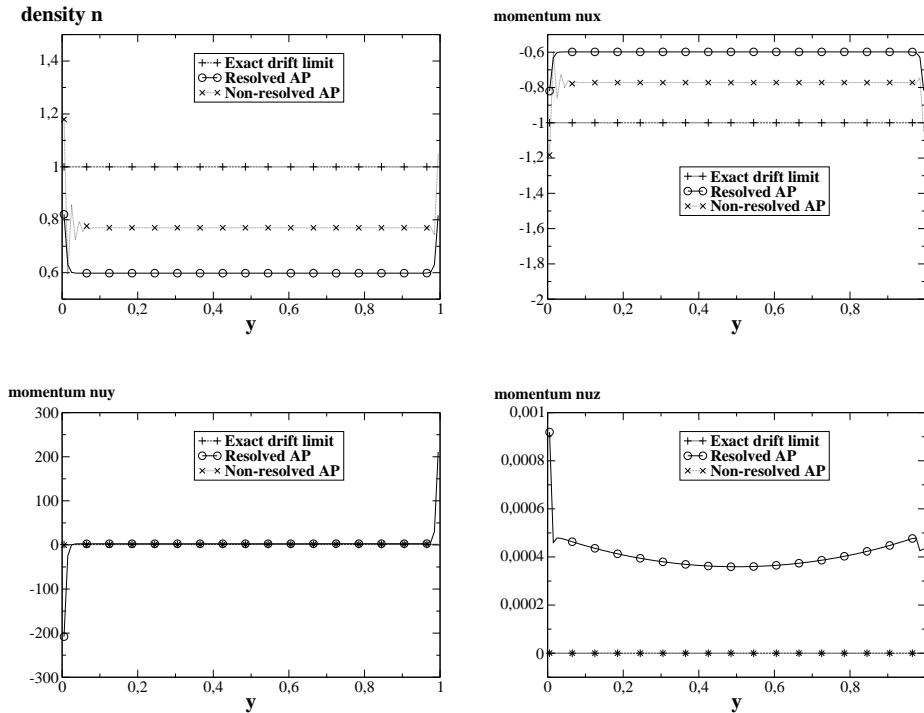 density n
1,4
1,2
1
0,8
0,6
0 0,2 0,4 0,6 0,8 1
y
Exact drift limit
Resolved AP
Non-resolved AP
momentum nux
-0,6
-0,8
-1
-1,2
-1,4
-1,6
-1,8
-2
0 0,2 0,4 0,6 0,8
y
Exact drift limit
Resolved AP
Non-resolved AP
momentum nuy
300
200
100
0
-100
-200
-300
0 0,2 0,4 0,6 0,8 1
y
Exact drift limit
Resolved AP
Non-resolved AP
momentum nuz
0,001
0,0008
0,0006
0,0004
0,0002
0
0 0,2 0,4 0,6 0,8
y
Exact drift limit
Resolved AP
Non-resolved AP